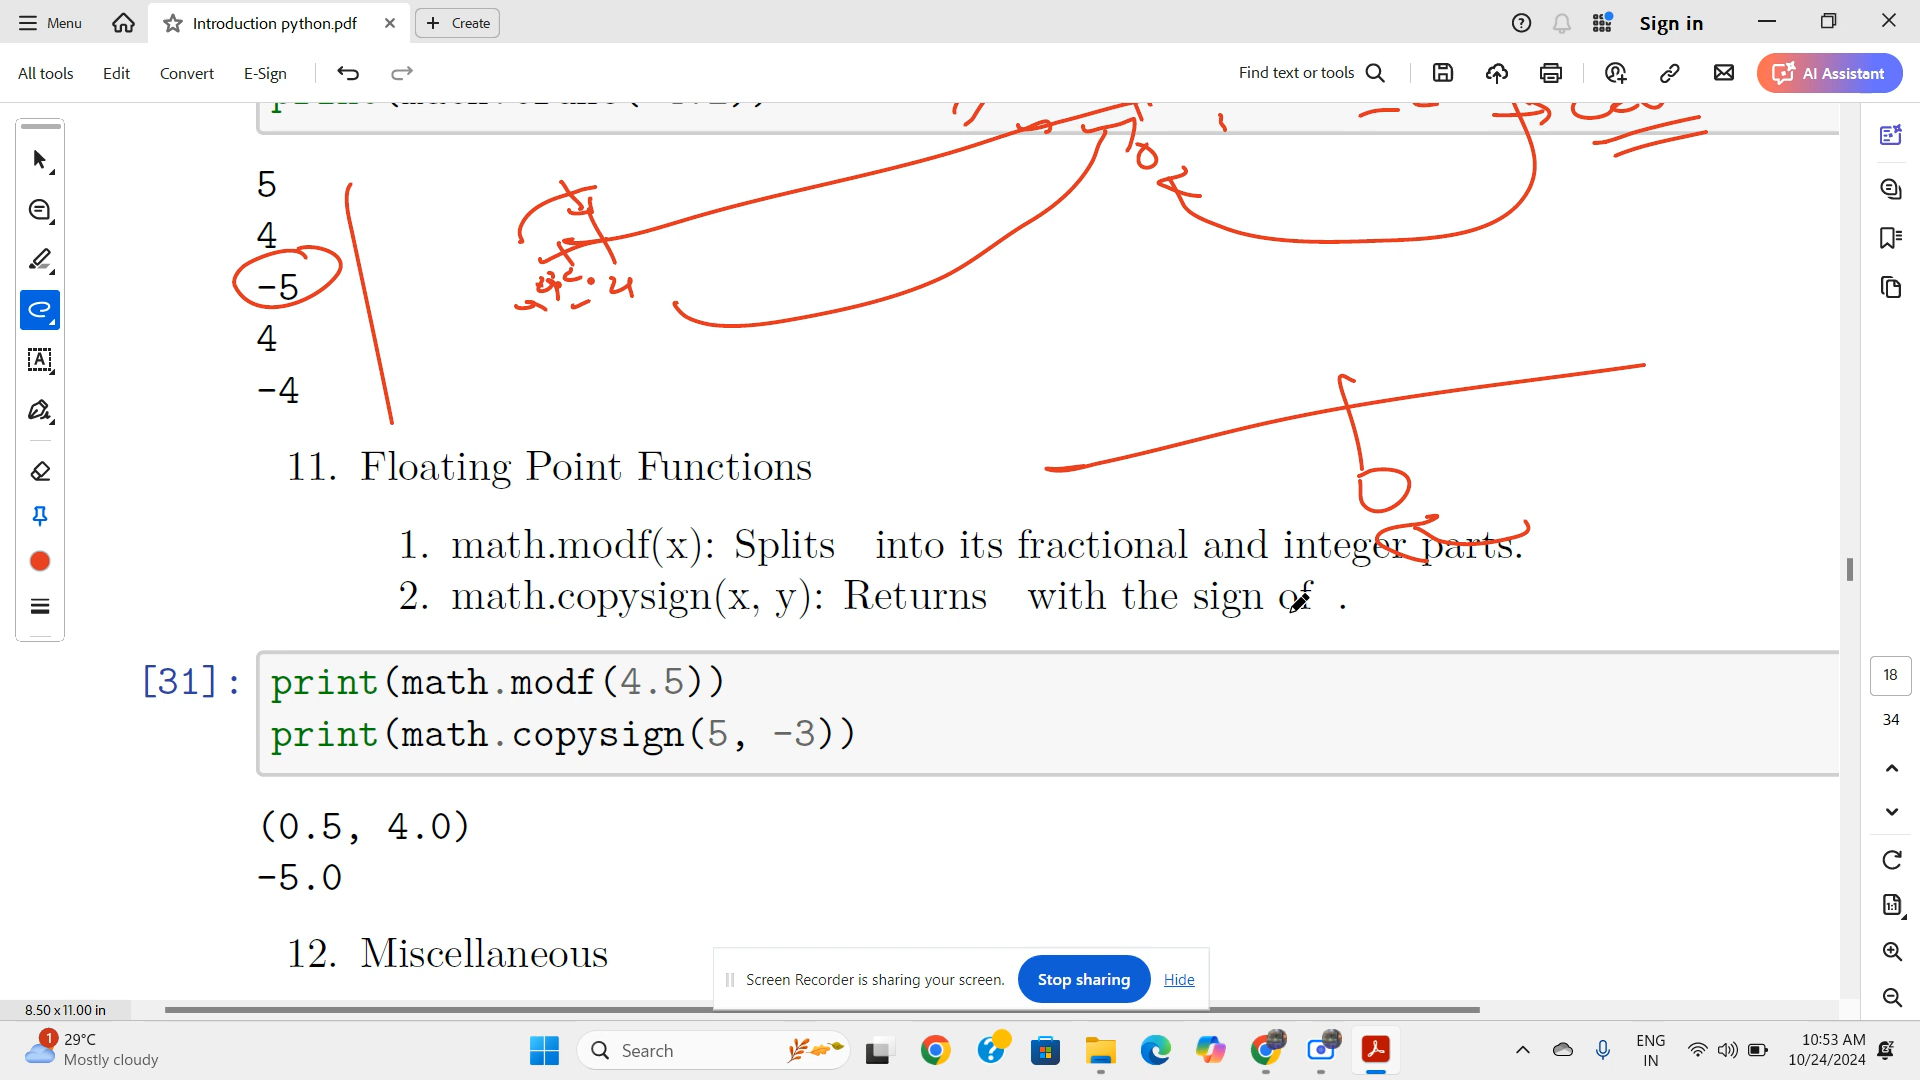 Menu
Introduction python.pdf
Create
Sign in
All tools
Edit
Convert
E-Sign
Find text or tools
AI Assistant
5
4
-5
4
-4
0
0
11. Floating Point Functions
1. math.modf(x): Splits into its fractional and integer parts.
2. math.copysign(x, y): Returns with the sign of .
[31]: print(math.modf(4.5))
print(math.copysign(5, -3))
(0.5, 4.0)
-5.0
12. Miscellaneous
18
34
Screen Recorder is sharing your screen.
Stop sharing
Hide
8.50 x 11.00 in
1
29°C
Mostly cloudy
Search
ENG
IN
10:53 AM
10/24/2024